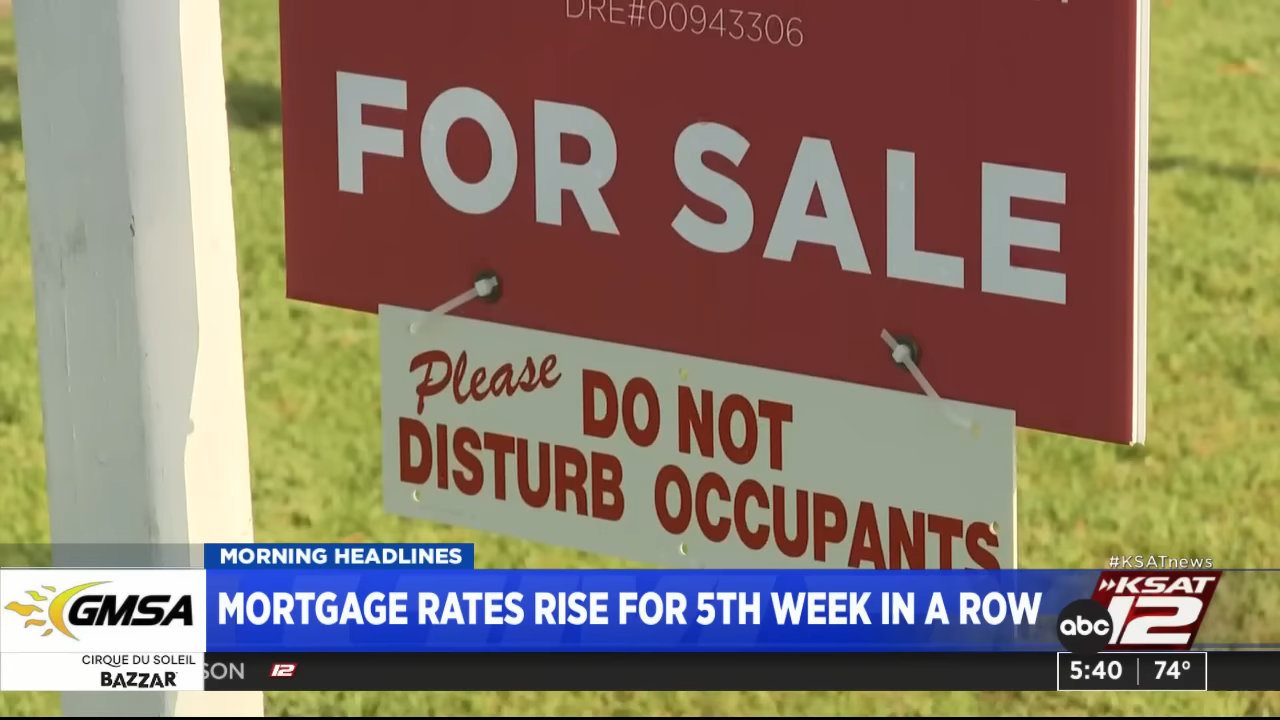 DRE#00943306
FOR SALE
Please DO NOT
DISTURB OCCUPANTS
#KSATnews
MORNING HEADLINES
GMSA
MORTGAGE RATES RISE FOR 5TH WEEK IN A ROW
abc
KSAT
12
CIRQUE DU SOLEIL
BAZZAR
SON
12
5:40
74°